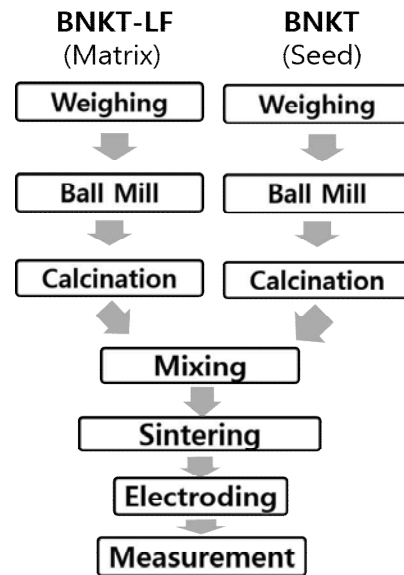 BNKT-LF
(Matrix)
BNKT
(Seed)
Weighing
Weighing
Ball Mill
Ball Mill
Calcination
Calcination
Mixing
Sintering
Electroding
Measurement